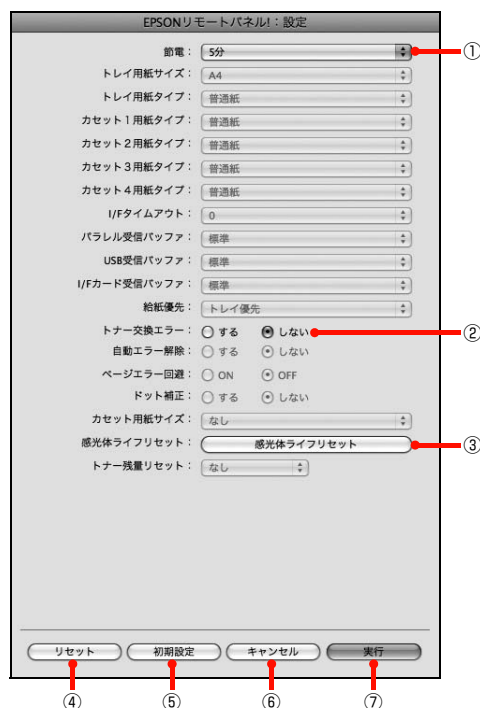 EPSONリモートパネル!:設定
節電: 5分 ①
トレイ用紙サイズ: A4
トレイ用紙タイプ: 普通紙
カセット1用紙タイプ: 普通紙
カセット2用紙タイプ: 普通紙
カセット3用紙タイプ: 普通紙
カセット4用紙タイプ: 普通紙
I/Fタイムアウト: 0
パラレル受信バッファ: 標準
USB受信バッファ: 標準
I/Fカード受信バッファ: 標準
給紙優先: トレイ優先
トナー交換エラー: する しない ②
自動エラー解除: する しない
ページエラー回避: ON OFF
ドット補正: する しない
カセット用紙サイズ: なし
感光体ライフリセット: 感光体ライフリセット ③
トナー残量リセット: なし
リセット 初期設定 キャンセル 実行
④ ⑤ ⑥ ⑦